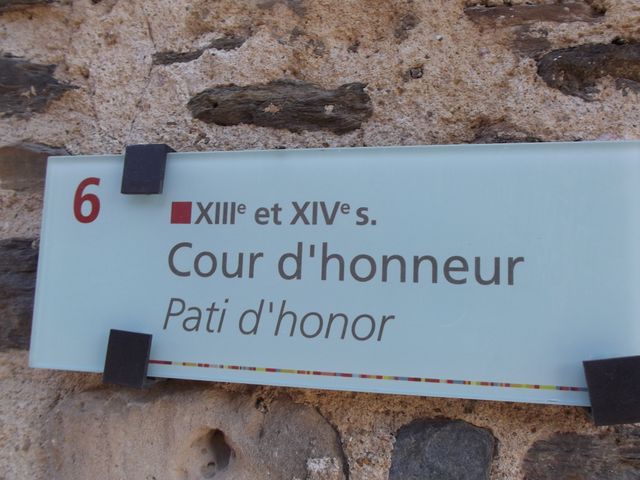 6
XIIIe et XIVe s.
Cour d'honneur
Pati d'honor